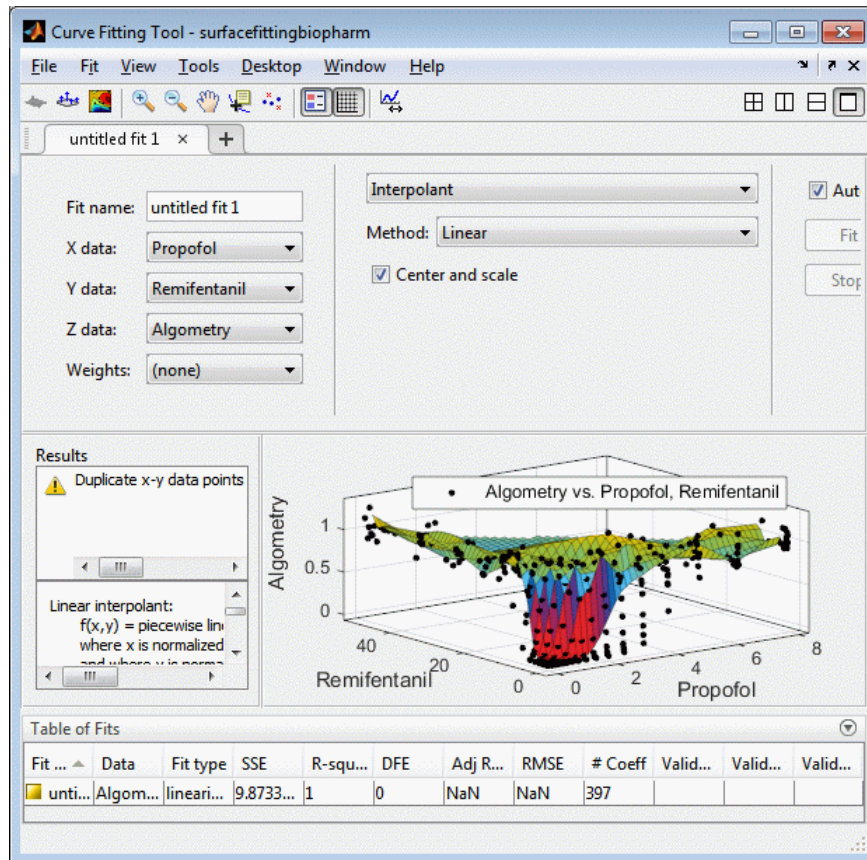 Curve Fitting Tool - surfacefittingbiopharm
File Fit View Tools Desktop Window Help
untitled fit 1
Fit name: untitled fit 1
X data: Propofol
Y data: Remifentanil
Z data: Algometry
Weights: (none)
Interpolant
Method: Linear
Center and scale
Aut
Fit
Stop
Results
Duplicate x-y data points
Linear interpolant:
f(x,y) = piecewise lin
where x is normalized
and where y is norma
Algometry vs. Propofol, Remifentanil
Algometry
1
0.5
0
40
20
0
Remifentanil
0
2
4
6
8
Propofol
Table of Fits
Fit ... Data Fit type SSE R-squ... DFE Adj R... RMSE # Coeff Valid... Valid... Valid...
unti... Algom... lineari... 9.8733... 1 0 NaN NaN 397